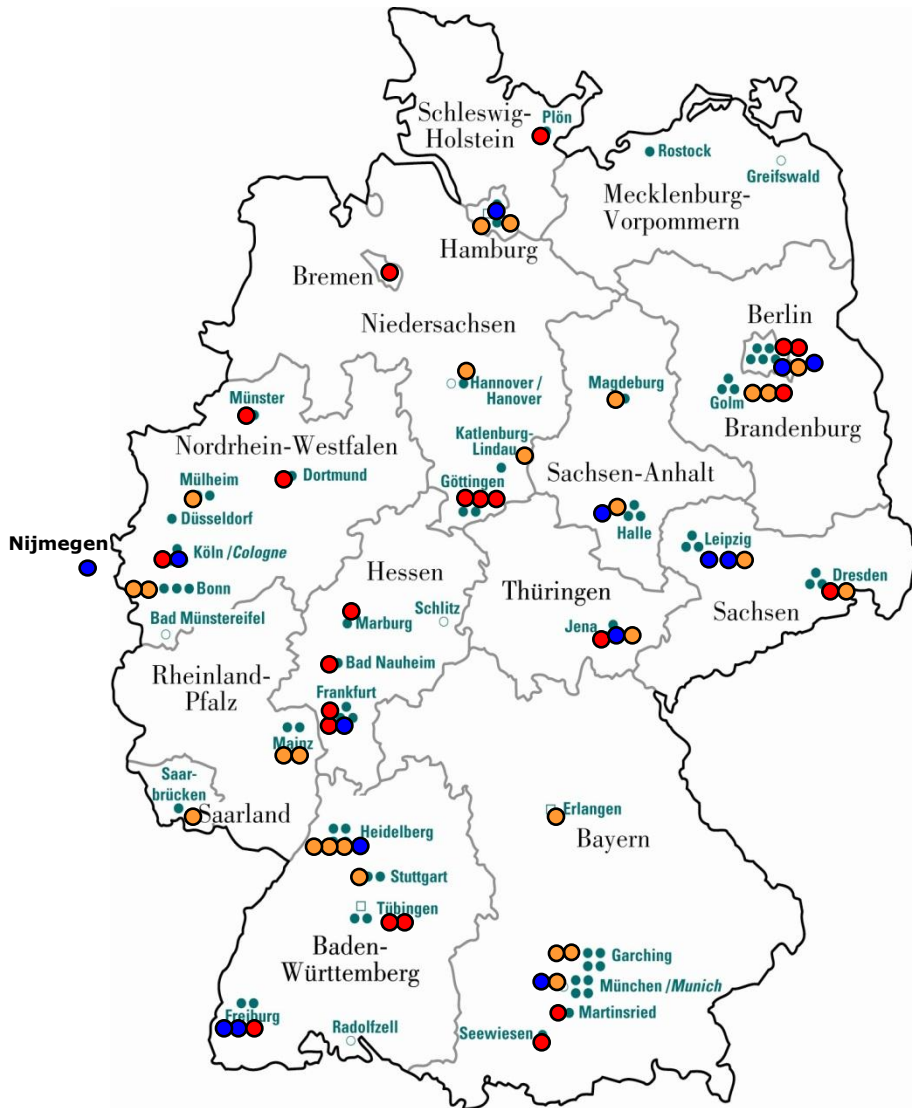 Schleswig-
Holstein
Plön
Rostock
Greifswald
Mecklenburg-
Vorpommern
Hamburg
Bremen
Niedersachsen
Berlin
Hannover /
Hanover
Magdeburg
Golm
Brandenburg
Münster
Nordrhein-Westfalen
Katlenburg-
Lindau
Sachsen-Anhalt
Dortmund
Mülheim
Göttingen
Düsseldorf
Halle
Nijmegen
Köln /Cologne
Leipzig
Hessen
Bonn
Thüringen
Dresden
Sachsen
Bad Münstereifel
Schlitz
Marburg
Jena
Bad Nauheim
Rheinland-
Pfalz
Frankfurt
Mainz
Saar-
brücken
Saarland
Erlangen
Heidelberg
Bayern
Stuttgart
Tübingen
Baden-
Württemberg
Garching
München /Munich
Freiburg
Martinsried
Radolfzell
Seewiesen